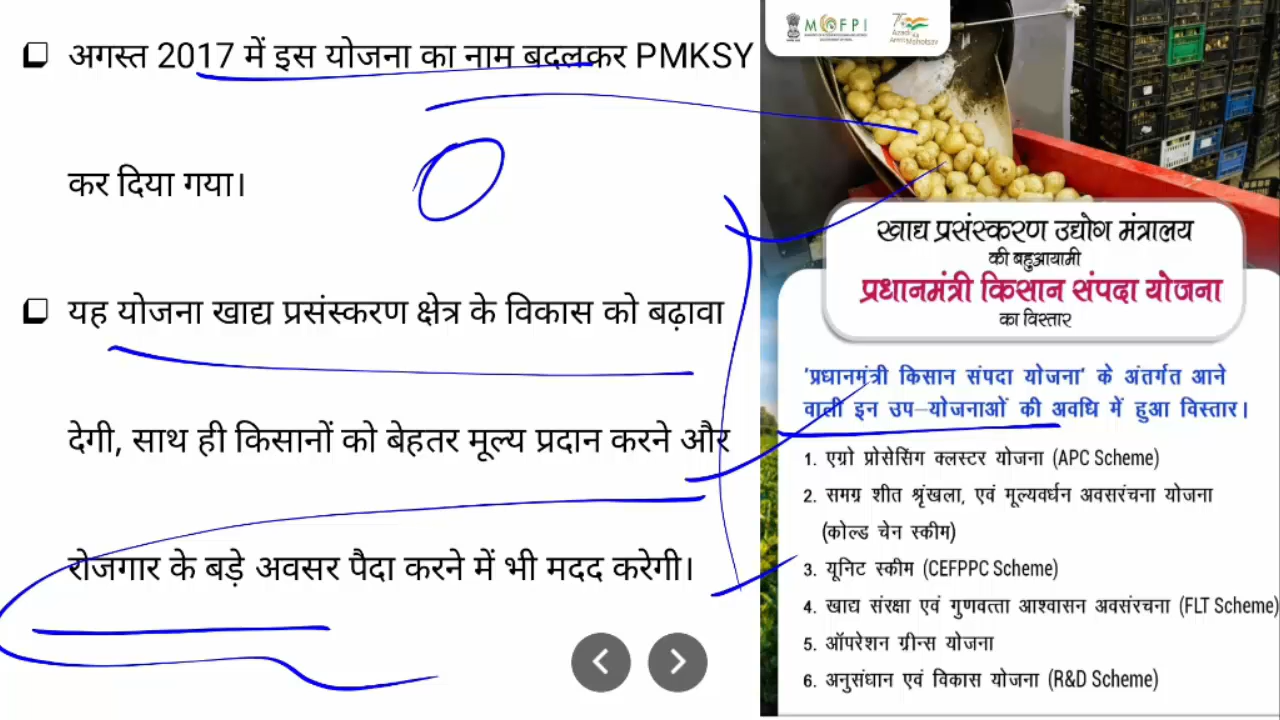 ❑ अगस्त 2017 में इस योजना का नाम बदलकर PMKSY
कर दिया गया।
❑ यह योजना खाद्य प्रसंस्करण क्षेत्र के विकास को बढ़ावा
देगी, साथ ही किसानों को बेहतर मूल्य प्रदान करने और
रोजगार के बड़े अवसर पैदा करने में भी मदद करेगी।
MOFPI
Azadi Ka
Amrit Mahotsav
खाद्य प्रसंस्करण उद्योग मंत्रालय
की बहुआयामी
प्रधानमंत्री किसान संपदा योजना
का विस्तार
'प्रधानमंत्री किसान संपदा योजना' के अंतर्गत आने
वाली इन उप-योजनाओं की अवधि में हुआ विस्तार।
1. एग्रो प्रोसेसिंग क्लस्टर योजना (APC Scheme)
2. समग्र शीत श्रृंखला, एवं मूल्यवर्धन अवसरंचना योजना
(कोल्ड चेन स्कीम)
3. यूनिट स्कीम (CEFPPC Scheme)
4. खाद्य संरक्षा एवं गुणवत्ता आश्वासन अवसंरचना (FLT Scheme)
5. ऑपरेशन ग्रीन्स योजना
6. अनुसंधान एवं विकास योजना (R&D Scheme)